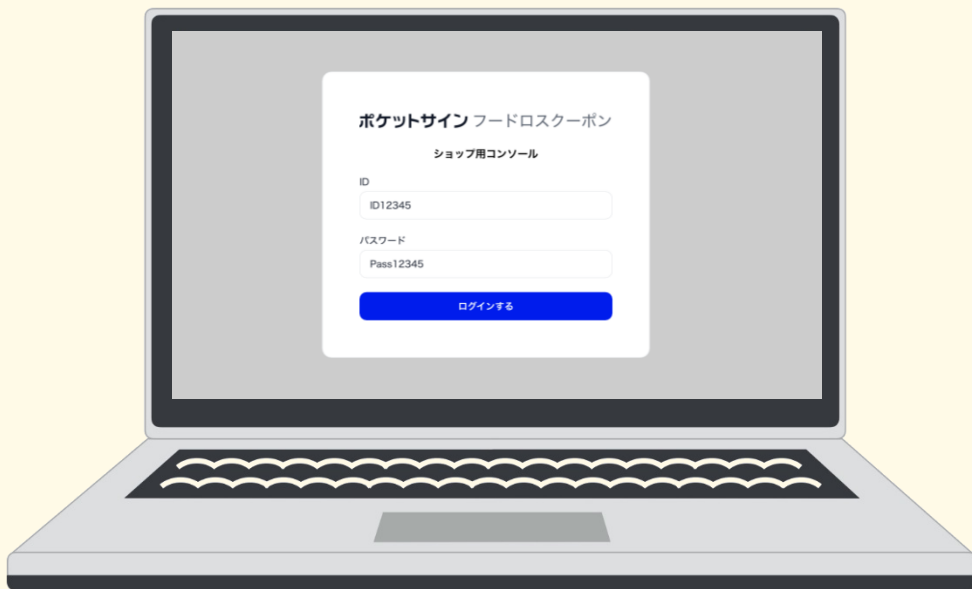 ポケットサイン フードロスクーポン
ショップ用コンソール
ID
ID12345
パスワード
Pass12345
ログインする